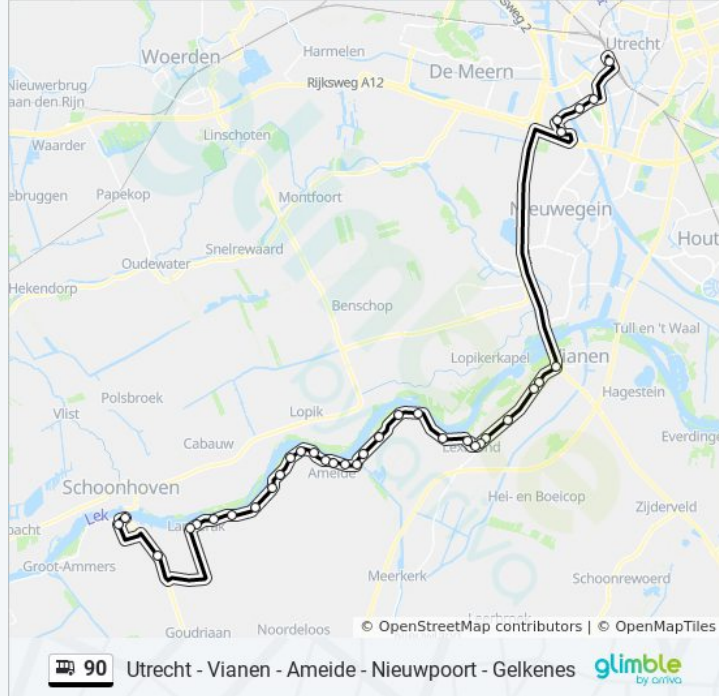 Utrecht
Woerden
Harmelen
De Meern
Rijksweg A12
Nieuwerbrug
aan den Rijn
Linschoten
Waarder
ebruggen
Papekop
Montfoort
Nieuwegein
Hout
Snelrewaard
Oudewater
Hekendorp
Benschop
Tull en 't Waal
Lopikerkapel
Vianen
Hagestein
Polsbroek
Lopik
Vlist
Cabauw
Everdinge
Lexmond
Ameide
Schoonhoven
Hei- en Boeicop
Zijderveld
Lek
Langerak
Groot-Ammers
Meerkerk
Schoonrewoerd
Goudriaan
Noordeloos
© OpenStreetMap contributors | © OpenMapTiles
90 Utrecht - Vianen - Ameide - Nieuwpoort - Gelkenes
glimble
by arriva